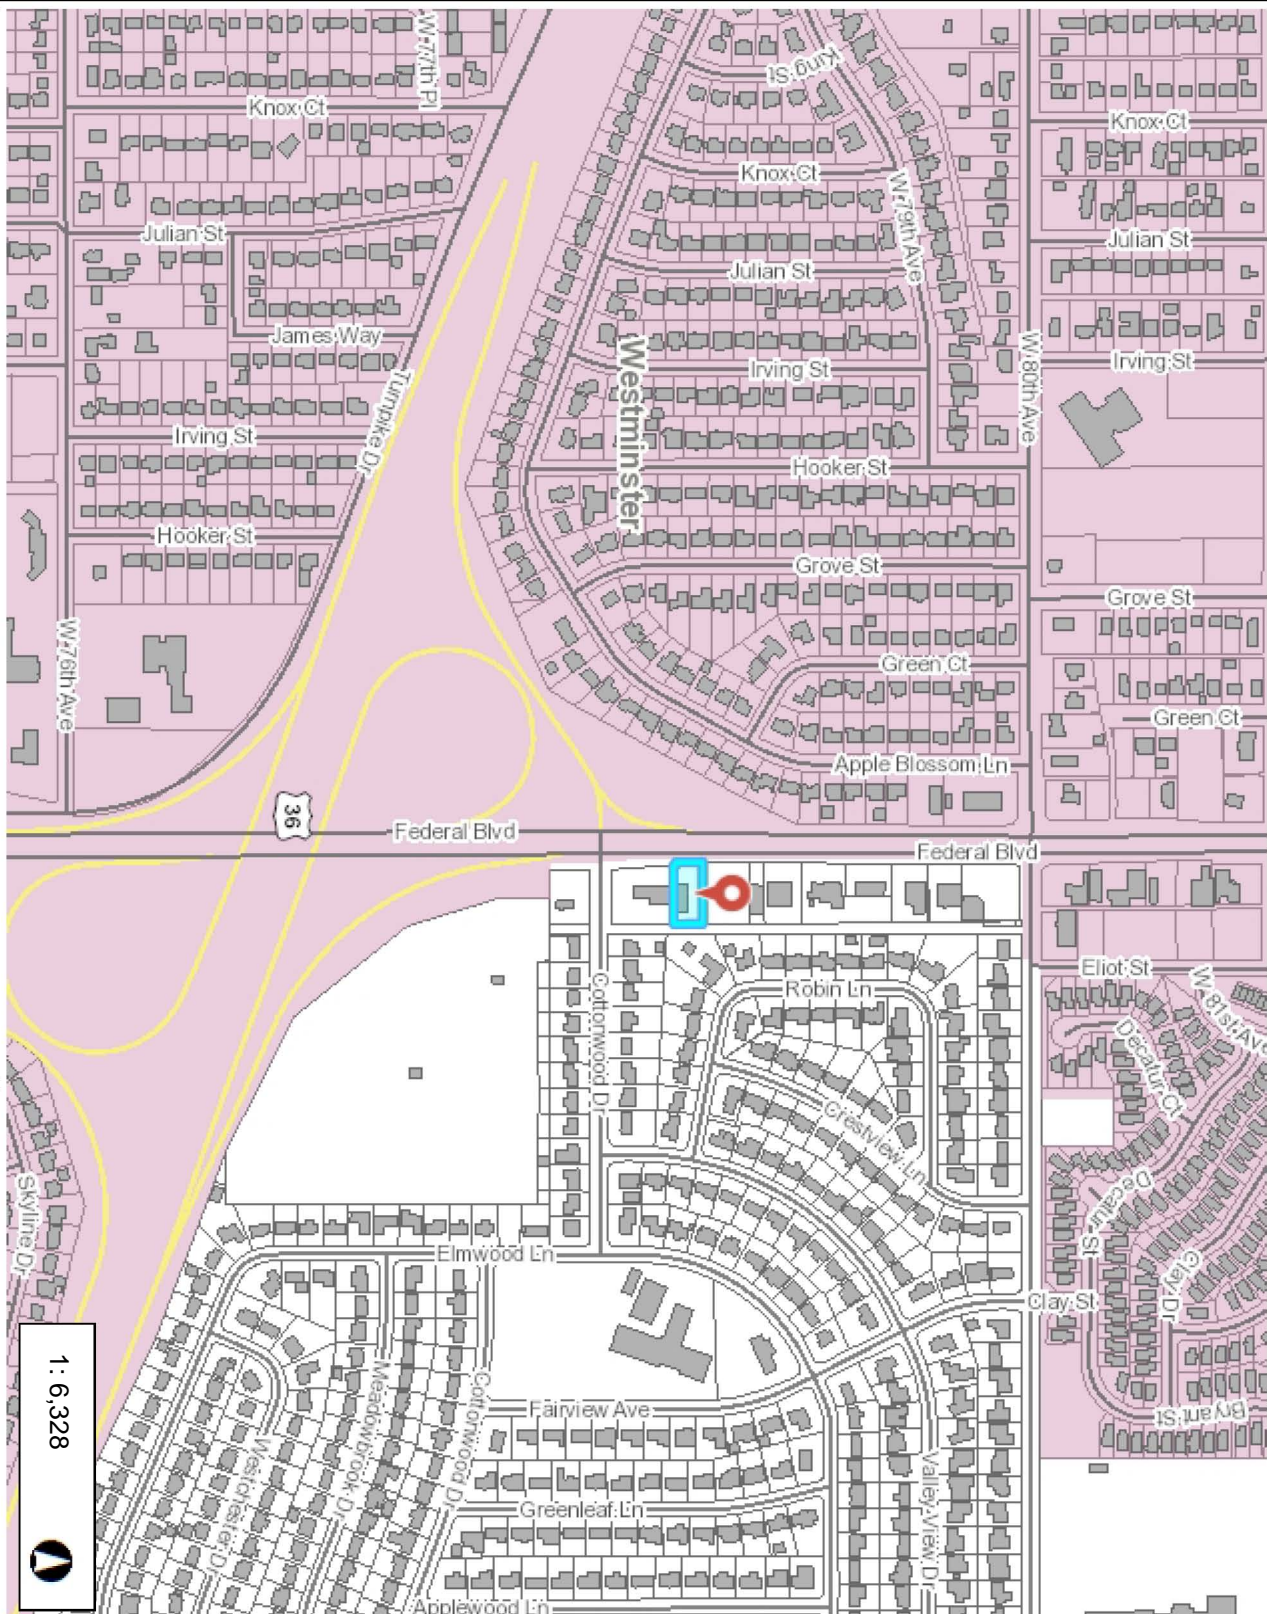 W 77th Pl
King St
Knox Ct
Knox Ct
Knox Ct
W 79th Ave
Julian St
Julian St
Julian St
James Way
Westminster
W 80th Ave
Irving St
Irving St
Turnpike Dr
Irving St
Hooker St
Hooker St
Grove St
Grove St
W 76th Ave
Green Ct
Green Ct
Apple Blossom Ln
36
Federal Blvd
Federal Blvd
Eliot St
W 81st Ave
Robin Ln
Cottonwood Dr
Decatur Ct
Crestview Ln
Decatur St
Skyline Dr
Elmwood Ln
Clay Dr
Clay St
1: 6,328
Meadowbrook Dr
Cottonwood Dr
Fairview Ave
Bryant St
Westchester Dr
Valley View Dr
Greenleaf Ln
Applewood Ln